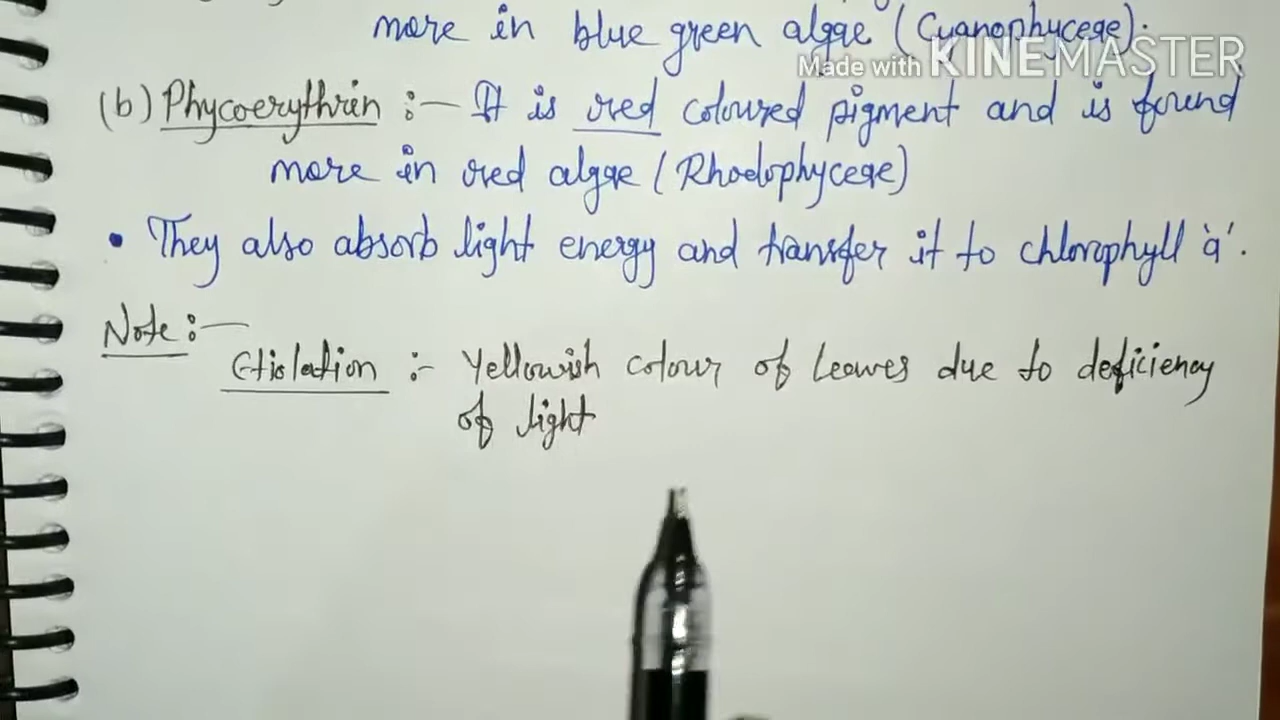 more in blue green algae (Cyanophyceae).
Made with KINEMASTER
(b) Phycoerythrin :— It is red coloured pigment and is found
more in red algae (Rhodophyceae)
• They also absorb light energy and transfer it to chlorophyll 'a'.
Note :—
Etiolation :- Yellowish colour of leaves due to deficiency
of light